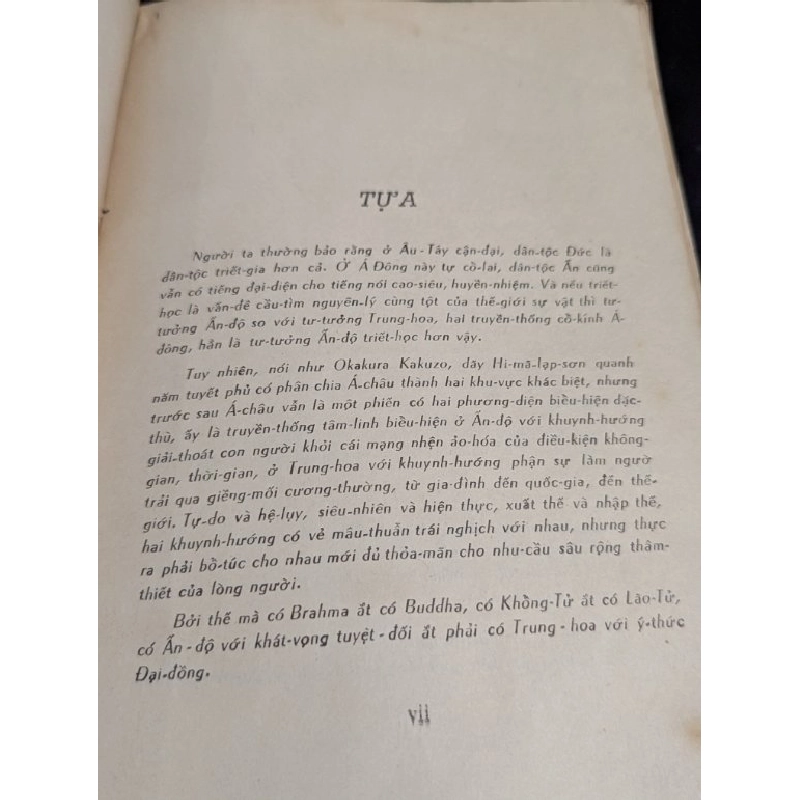 TỰA
Người ta thường bảo rằng ở Âu-Tây cận-đại, dân-tộc Đức là
dân-tộc triết-gia hơn cả. Ở Á Đông này tự cổ-lai, dân-tộc Ấn cũng
vẫn có tiếng đại-diện cho tiếng nói cao-siêu, huyền-nhiệm. Và nếu triết-
học là vấn-đề cầu-tìm nguyên-lý cùng tột của thế-giới sự vật thì tư-
tưởng Ấn-độ so với tư-tưởng Trung-hoa, hai truyền-thống cổ-kính Á-
đông, hẳn là tư-tưởng Ấn-độ triết-học hơn vậy.
Tuy nhiên, nói như Okakura Kakuzo, dãy Hi-mã-lạp-sơn quanh
năm tuyết phủ có phân chia Á-châu thành hai khu-vực khác biệt, nhưng
trước sau Á-châu vẫn là một phiến có hai phương-diện biểu-hiện đặc-
thù, ấy là truyền-thống tâm-linh biểu-hiện ở Ấn-độ với khuynh-hướng
giải-thoát con người khỏi cái mạng nhện ảo-hóa của điều-kiện không-
gian, thời-gian, ở Trung-hoa với khuynh-hướng phận sự làm người
trải qua giềng-mối cương-thường, từ gia-đình đến quốc-gia, đến thế-
giới. Tự-do và hệ-lụy, siêu-nhiên và hiện thực, xuất thế và nhập thế,
hai khuynh-hướng có vẻ mâu-thuẫn trái nghịch với nhau, nhưng thực
ra phải bổ-túc cho nhau mới đủ thỏa-mãn cho nhu-cầu sâu rộng thâm-
thiết của lòng người.
Bởi thế mà có Brahma ắt có Buddha, có Khổng-Tử ắt có Lão-Tử,
có Ấn-độ với khát-vọng tuyệt-đối ắt phải có Trung-hoa với ý-thức
Đại-đồng.
vii